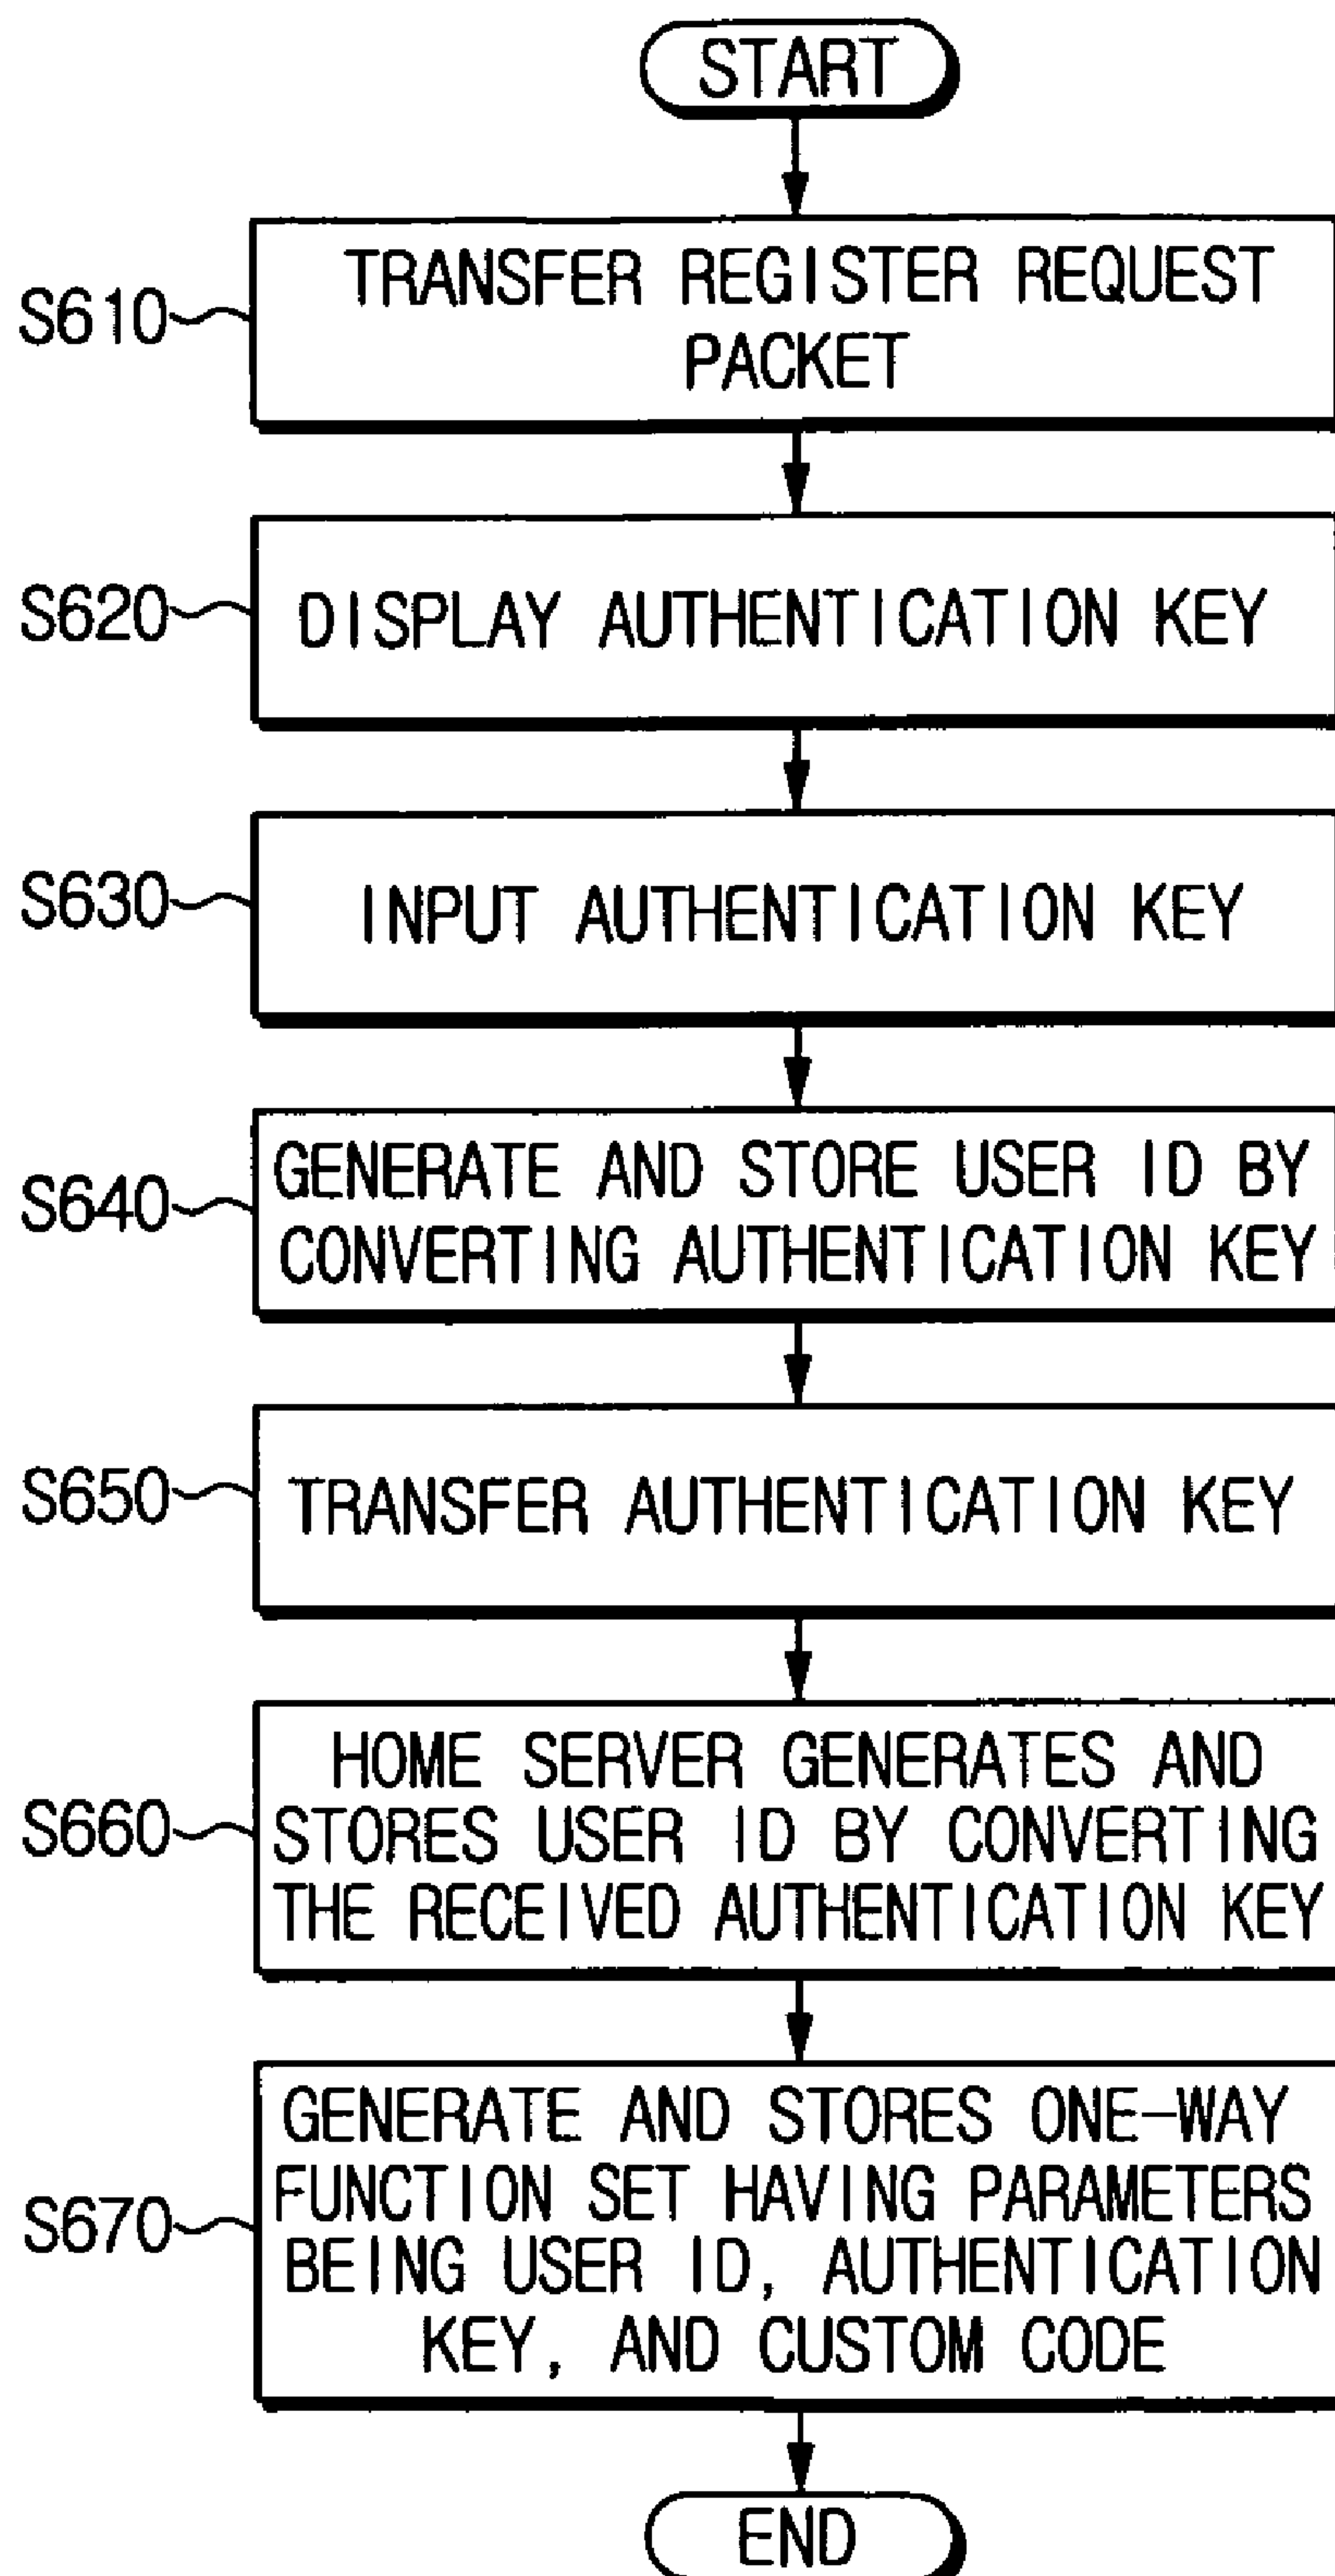 START
S610
TRANSFER REGISTER REQUEST
PACKET
S620
DISPLAY AUTHENTICATION KEY
S630
INPUT AUTHENTICATION KEY
S640
GENERATE AND STORE USER ID BY
CONVERTING AUTHENTICATION KEY
S650
TRANSFER AUTHENTICATION KEY
S660
HOME SERVER GENERATES AND
STORES USER ID BY CONVERTING
THE RECEIVED AUTHENTICATION KEY
S670
GENERATE AND STORES ONE-WAY
FUNCTION SET HAVING PARAMETERS
BEING USER ID, AUTHENTICATION
KEY, AND CUSTOM CODE
END